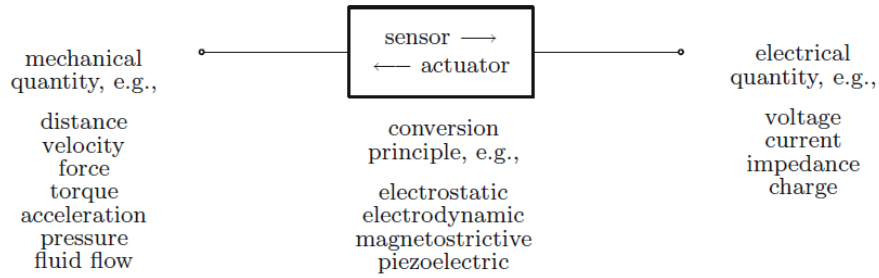 mechanical
quantity, e.g.,
distance
velocity
force
torque
acceleration
pressure
fluid flow
sensor ⟶
⟵ actuator
conversion
principle, e.g.,
electrostatic
electrodynamic
magnetostrictive
piezoelectric
electrical
quantity, e.g.,
voltage
current
impedance
charge